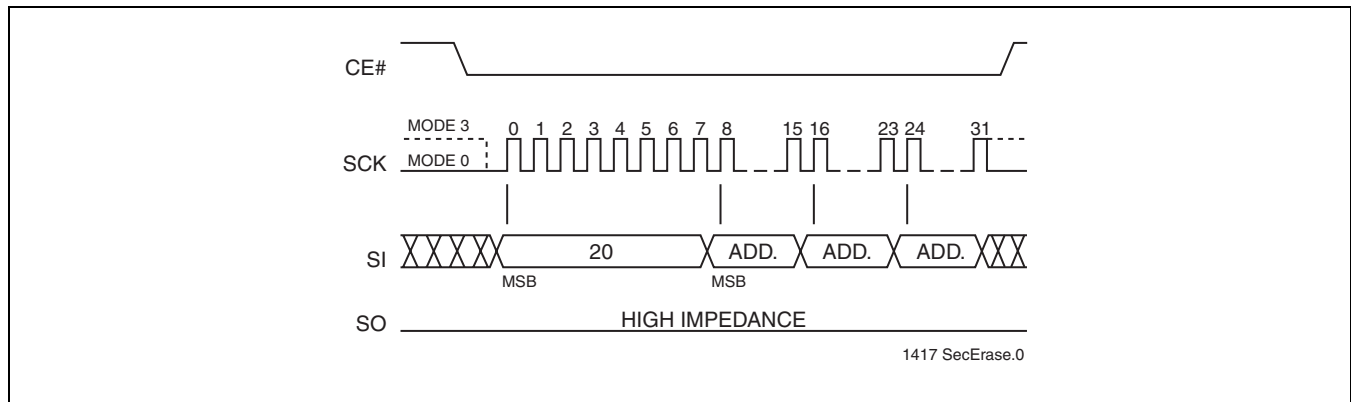 CE#
MODE 3
0 1 2 3 4 5 6 7 8 15 16 23 24 31
SCK MODE 0
SI 20 ADD. ADD. ADD.
MSB MSB
SO HIGH IMPEDANCE
1417 SecErase.0